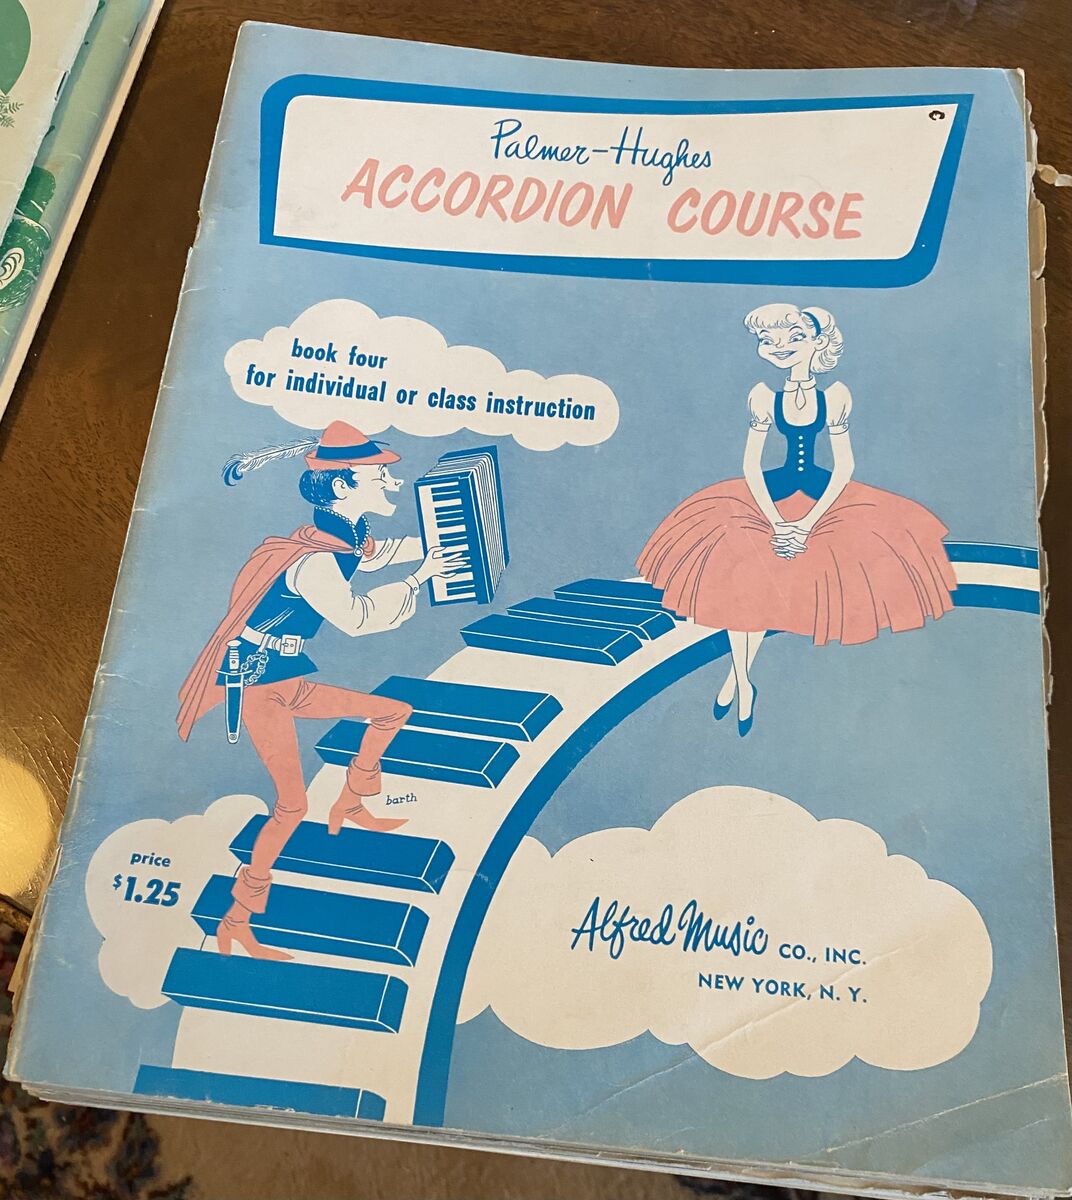 Palmer-Hughes
ACCORDION COURSE
book four
for individual or class instruction
barth
price
$1.25
Alfred Music CO., INC.
NEW YORK, N. Y.